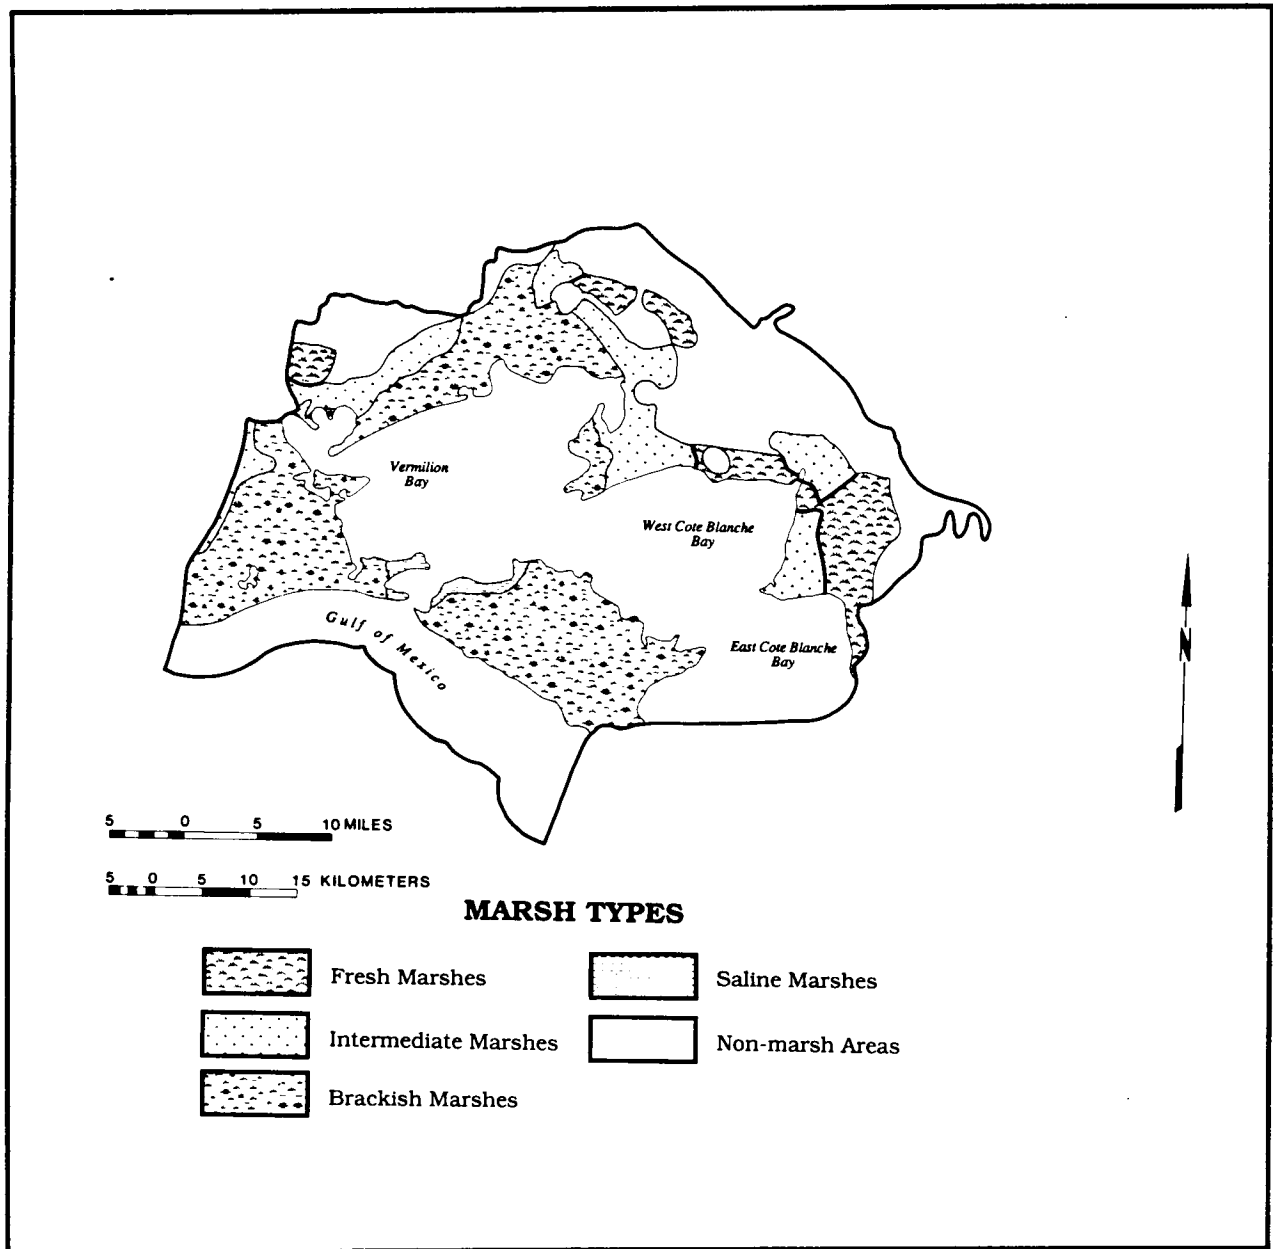 Vermilion
Bay
West Cote Blanche
Bay
Gulf of Mexico
East Cote Blanche
Bay
N
5 0 5 10 MILES
5 0 5 10 15 KILOMETERS
MARSH TYPES
Fresh Marshes
Saline Marshes
Intermediate Marshes
Non-marsh Areas
Brackish Marshes